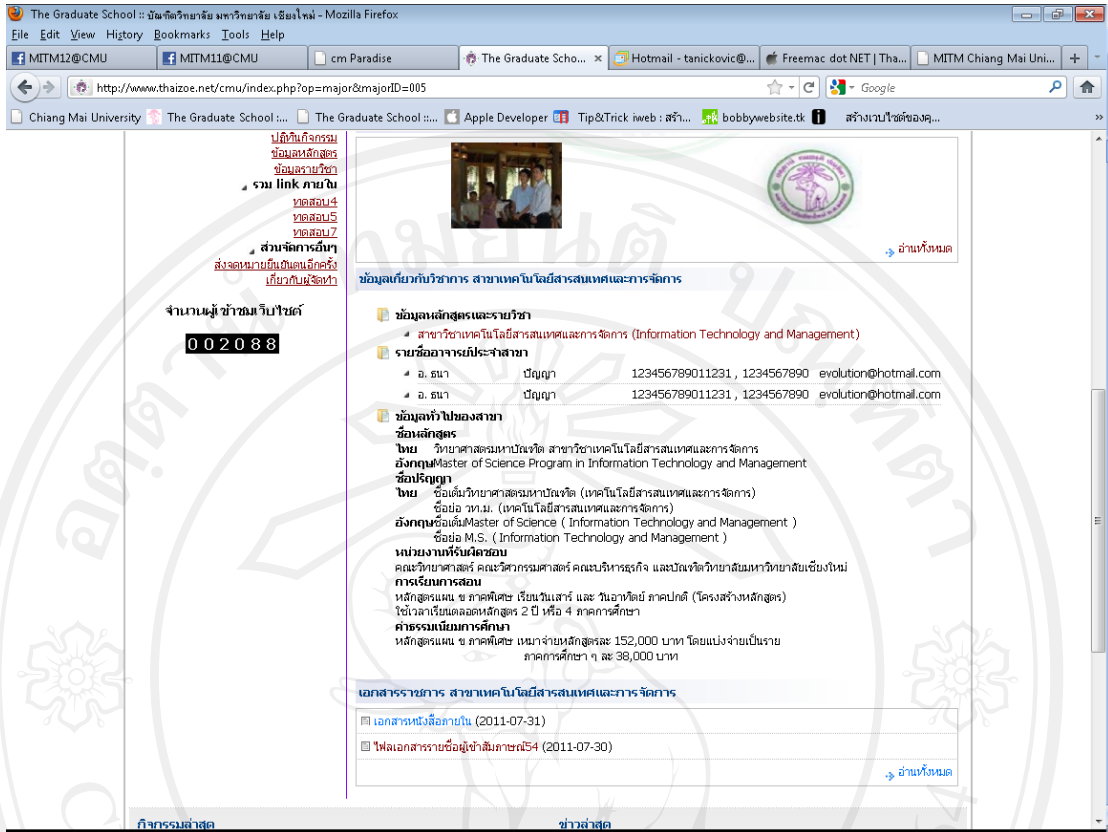 The Graduate School :: บัณฑิตวิทยาลัย มหาวิทยาลัย เชียงใหม่ - Mozilla Firefox
File Edit View History Bookmarks Tools Help
MITM12@CMU MITM11@CMU cm Paradise The Graduate Scho... Hotmail - tanickovic@... Freemac dot NET | Tha... MITM Chiang Mai Uni...
http://www.thaizoe.net/cmu/index.php?op=major&majorID=005 Google
Chiang Mai University The Graduate School :... The Graduate School ::... Apple Developer Tip&Trick iweb : สร้า... bobbywebsite.tk สร้างเวบไซต์ของคุ...
ปฏิทินกิจกรรม
ข้อมูลหลักสูตร
ข้อมูลรายวิชา
รวม link ภายใน
ทดสอบ4
ทดสอบ5
ทดสอบ7
ส่วนจัดการอื่นๆ
ส่งจดหมายยืนยันตนอีกครั้ง
เกี่ยวกับผู้จัดทำ
จำนวนผู้เข้าชมเว็บไซต์
002088
อ่านทั้งหมด
ข้อมูลเกี่ยวกับวิชาการ สาขาเทคโนโลยีสารสนเทศและการจัดการ
ข้อมูลหลักสูตรและรายวิชา
สาขาวิชาเทคโนโลยีสารสนเทศและการจัดการ (Information Technology and Management)
รายชื่ออาจารย์ประจำสาขา
อ. ธนา ปัญญา 123456789011231 , 1234567890 evolution@hotmail.com
อ. ธนา ปัญญา 123456789011231 , 1234567890 evolution@hotmail.com
ข้อมูลทั่วไปของสาขา
ชื่อหลักสูตร
ไทย วิทยาศาสตรมหาบัณฑิต สาขาวิชาเทคโนโลยีสารสนเทศและการจัดการ
อังกฤษMaster of Science Program in Information Technology and Management
ชื่อปริญญา
ไทย ชื่อเต็มวิทยาศาสตรมหาบัณฑิต (เทคโนโลยีสารสนเทศและการจัดการ)
ชื่อย่อ วท.ม. (เทคโนโลยีสารสนเทศและการจัดการ)
อังกฤษชื่อเต็มMaster of Science ( Information Technology and Management )
ชื่อย่อ M.S. ( Information Technology and Management )
หน่วยงานที่รับผิดชอบ
คณะวิทยาศาสตร์ คณะวิศวกรรมศาสตร์ คณะบริหารธุรกิจ และบัณฑิตวิทยาลัยมหาวิทยาลัยเชียงใหม่
การเรียนการสอน
หลักสูตรแผน ข ภาคพิเศษ เรียนวันเสาร์ และ วันอาทิตย์ ภาคปกติ (โครงสร้างหลักสูตร)
ใช้เวลาเรียนตลอดหลักสูตร 2 ปี หรือ 4 ภาคการศึกษา
ค่าธรรมเนียมการศึกษา
หลักสูตรแผน ข ภาคพิเศษ เหมาจ่ายหลักสูตรละ 152,000 บาท โดยแบ่งจ่ายเป็นราย
ภาคการศึกษา ๆ ละ 38,000 บาท
เอกสารราชการ สาขาเทคโนโลยีสารสนเทศและการจัดการ
เอกสารหนังสือภายใน (2011-07-31)
ไฟลเอกสารรายชื่อผู้เข้าสัมภาษณ์54 (2011-07-30)
อ่านทั้งหมด
กิจกรรมล่าสุด ข่าวล่าสุด